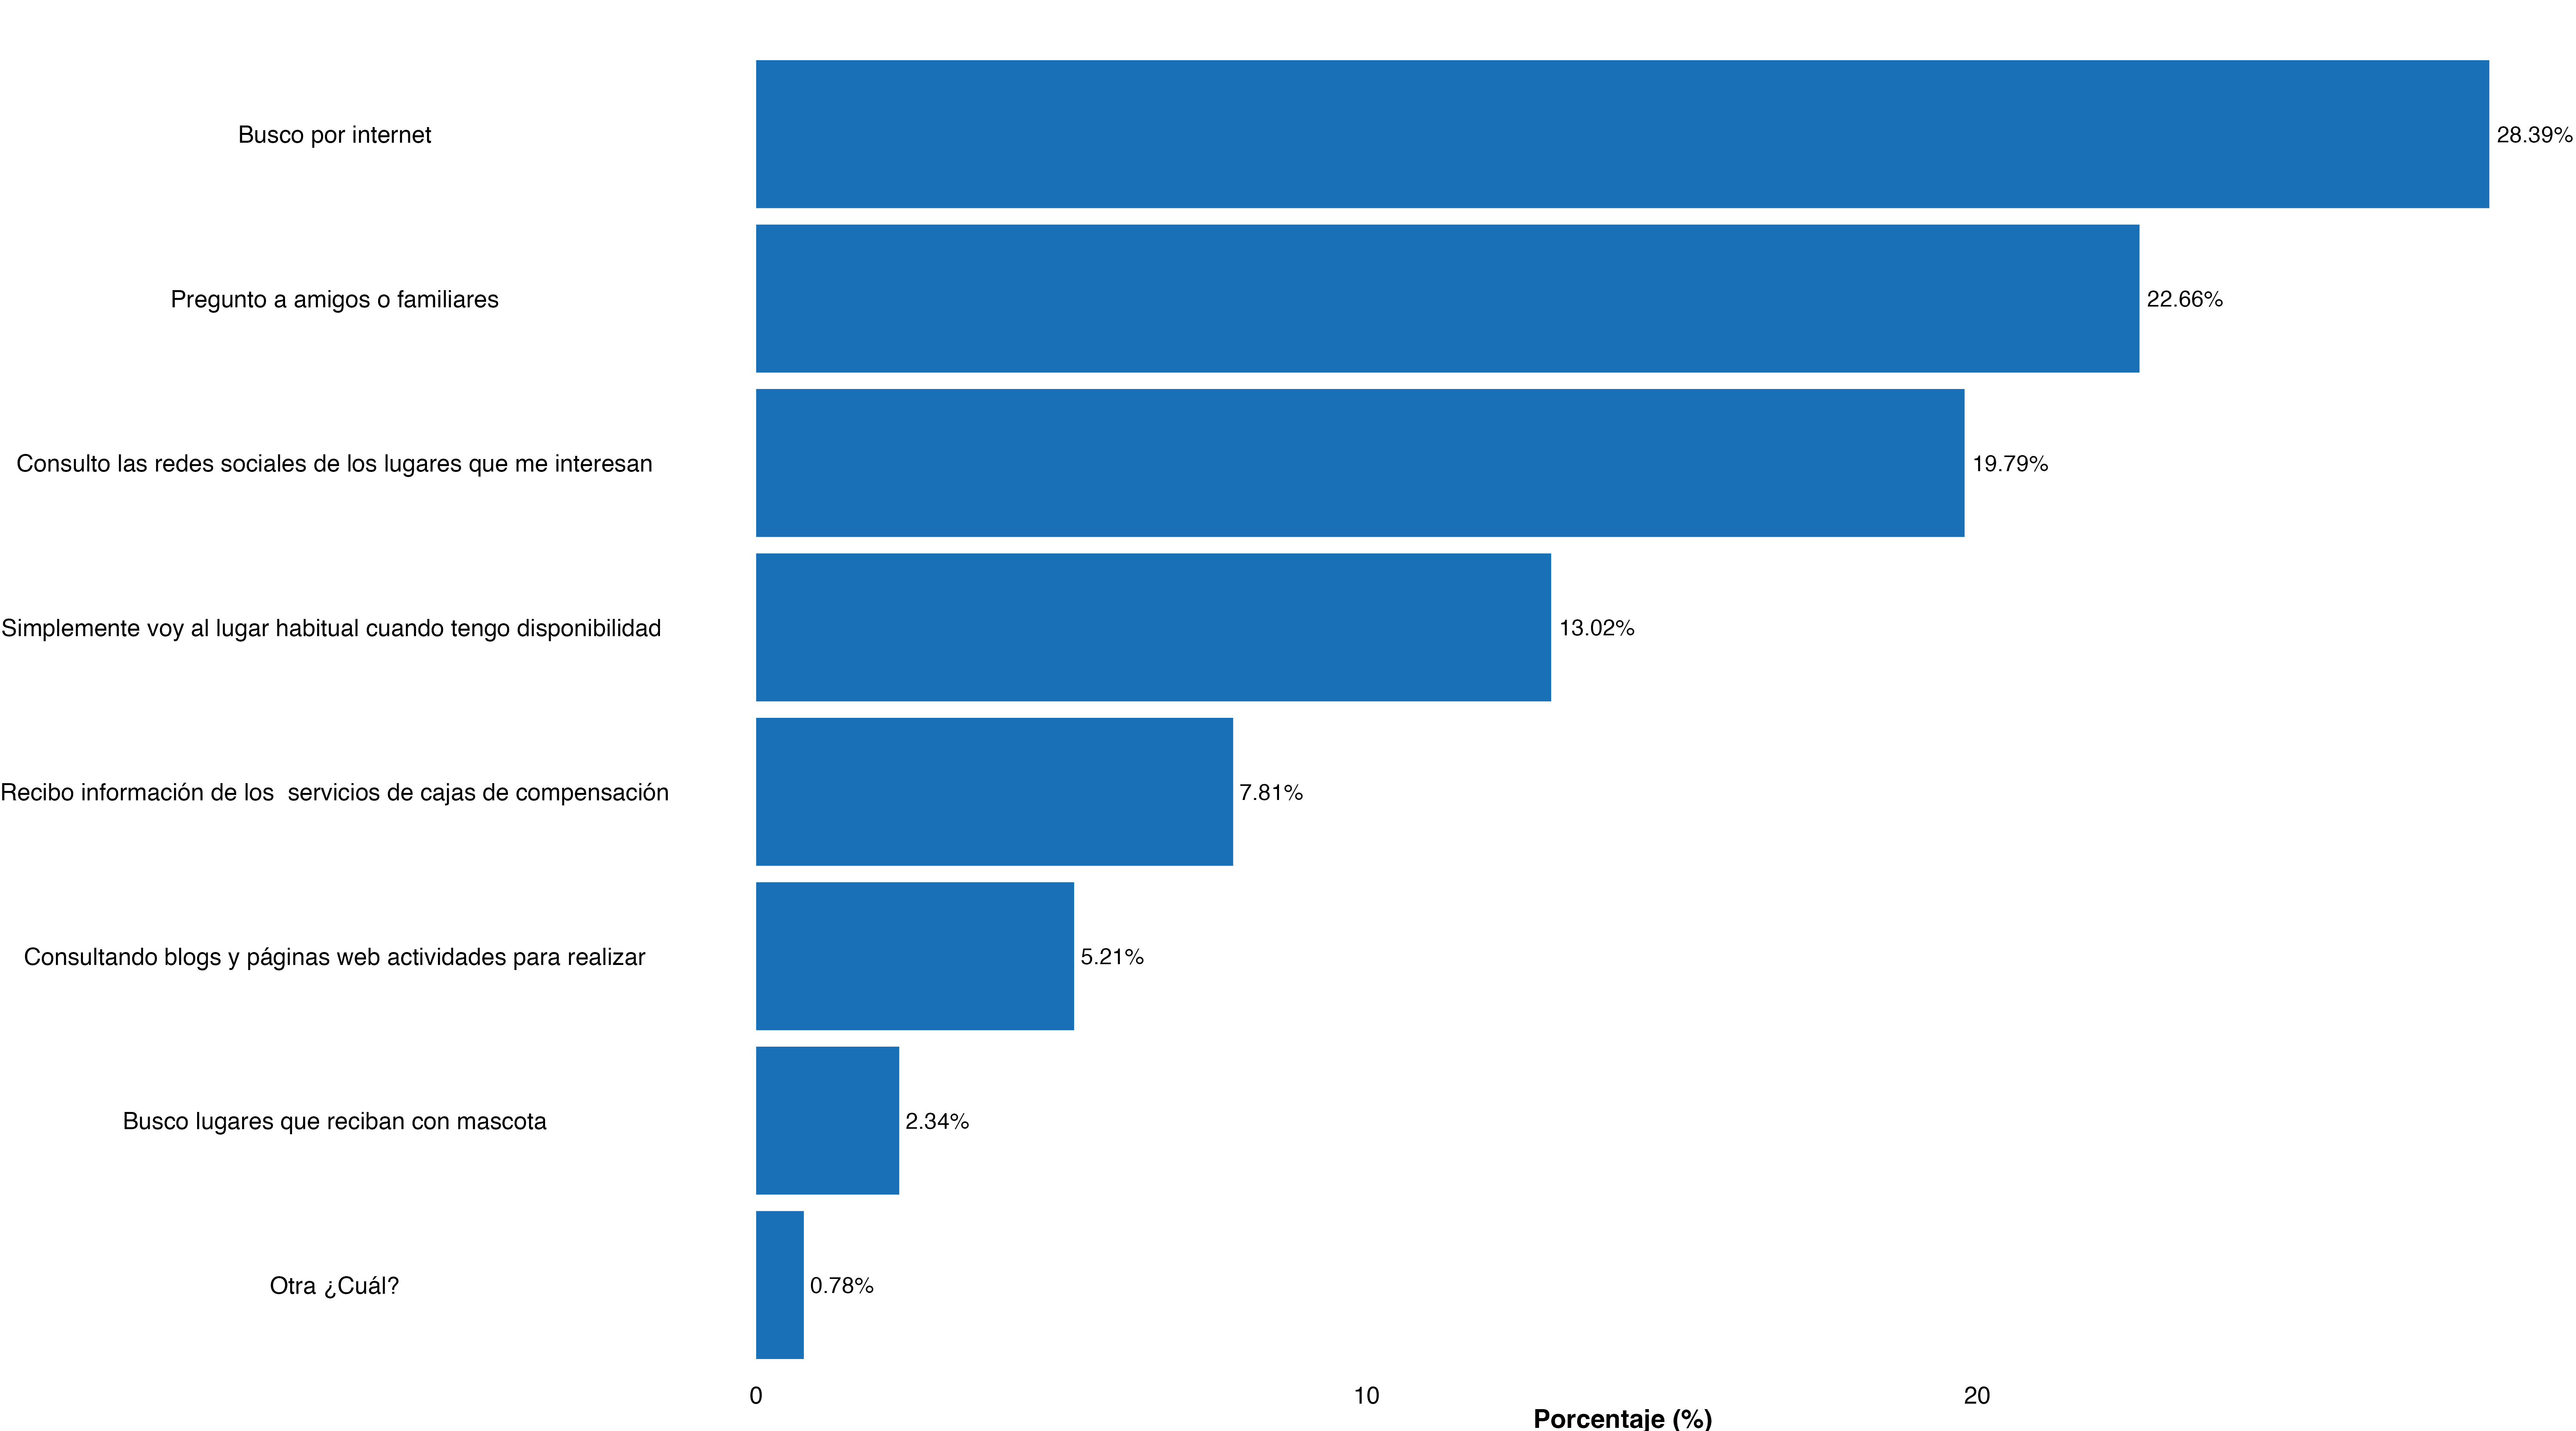 Busco por internet
28.39%
Pregunto a amigos o familiares
22.66%
Consulto las redes sociales de los lugares que me interesan
19.79%
Simplemente voy al lugar habitual cuando tengo disponibilidad
13.02%
Recibo información de los  servicios de cajas de compensación
7.81%
Consultando blogs y páginas web actividades para realizar
5.21%
Busco lugares que reciban con mascota
2.34%
Otra ¿Cuál?
0.78%
0 10 20
Porcentaje (%)